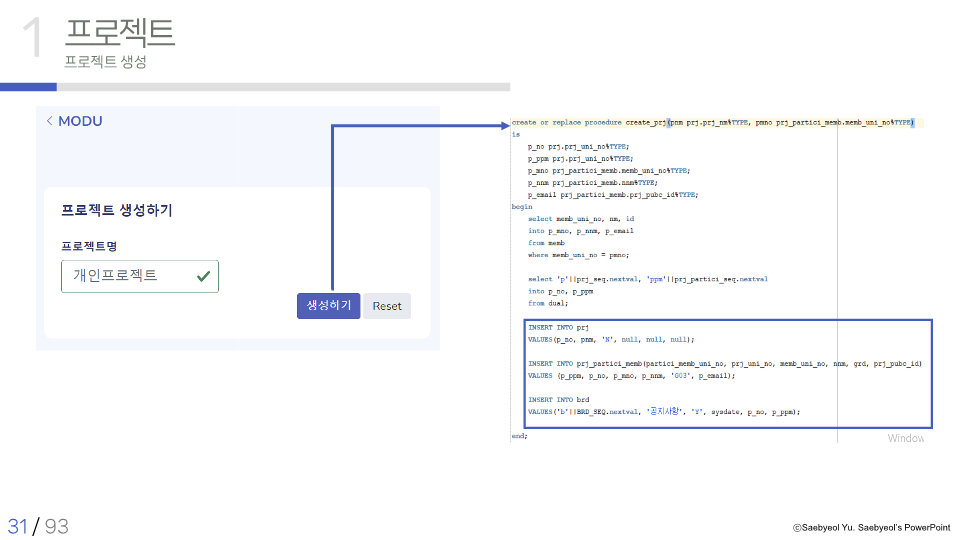 1
프로젝트
프로젝트 생성
< MODU
프로젝트 생성하기
프로젝트명
개인프로젝트
생성하기 Reset
create or replace procedure create_prj(pnm prj.prj_nm%TYPE, pmno prj_partici_memb.memb_uni_no%TYPE)
is
p_no prj.prj_uni_no%TYPE;
p_ppm prj.prj_uni_no%TYPE;
p_mno prj_partici_memb.memb_uni_no%TYPE;
p_nnm prj_partici_memb.nnm%TYPE;
p_email prj_partici_memb.prj_pubc_id%TYPE;
begin
select memb_uni_no, nm, id
into p_mno, p_nnm, p_email
from memb
where memb_uni_no = pmno;
select 'p'||prj_seq.nextval, 'ppm'||prj_partici_seq.nextval
into p_no, p_ppm
from dual;
INSERT INTO prj
VALUES(p_no, pnm, 'N', null, null, null);
INSERT INTO prj_partici_memb(partici_memb_uni_no, prj_uni_no, memb_uni_no, nnm, grd, prj_pubc_id)
VALUES (p_ppm, p_no, p_mno, p_nnm, 'G03', p_email);
INSERT INTO brd
VALUES('b'||BRD_SEQ.nextval, '공지사항', 'Y', sysdate, p_no, p_ppm);
end;
Window
31 / 93
ⓒSaebyeol Yu. Saebyeol's PowerPoint